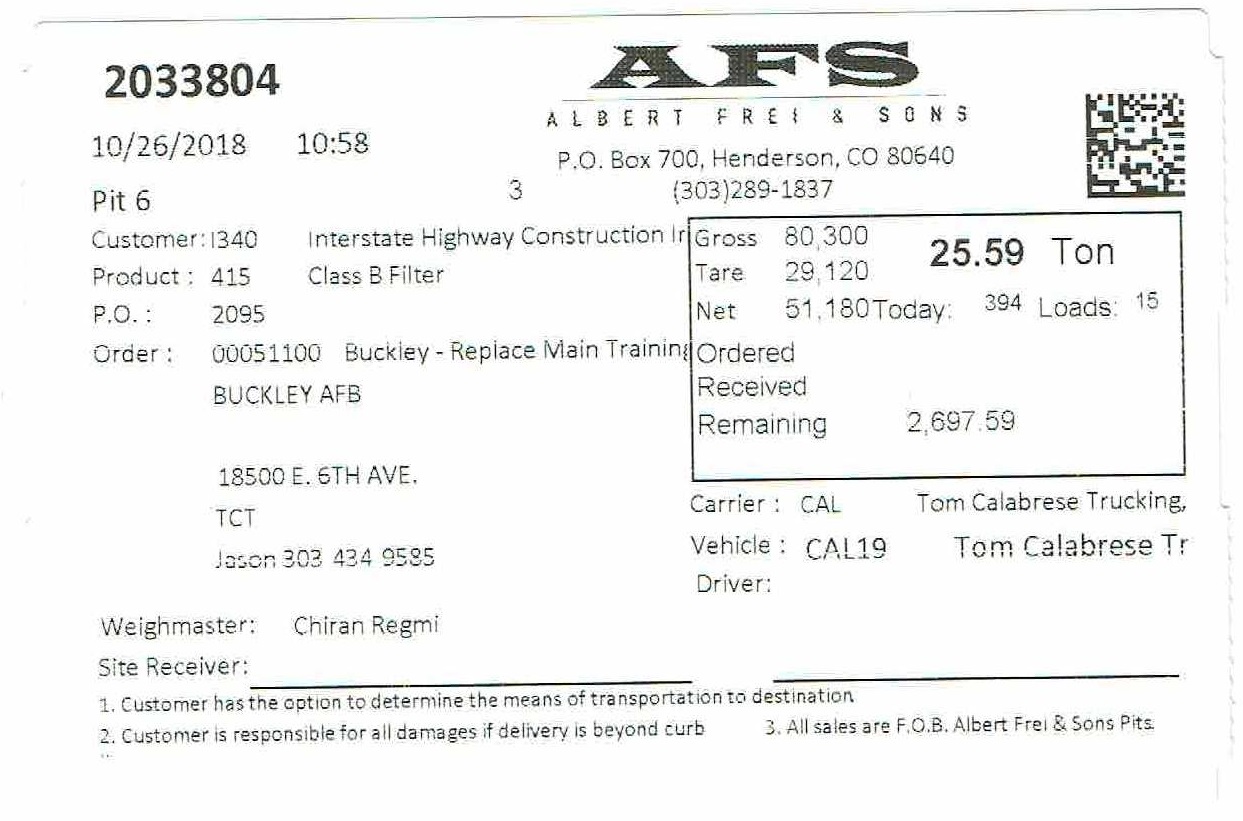 2033804
AFS
ALBERT FREI & SONS
10/26/2018 10:58
P.O. Box 700, Henderson, CO 80640
Pit 6 3 (303)289-1837
Customer: I340 Interstate Highway Construction Ir
Product : 415 Class B Filter
P.O. : 2095
Order : 00051100 Buckley - Replace Main Training
BUCKLEY AFB
18500 E. 6TH AVE.
TCT
Jason 303 434 9585
Gross 80,300 25.59 Ton
Tare 29,120
Net 51,180 Today: 394 Loads: 15
Ordered
Received
Remaining 2,697.59
Carrier : CAL Tom Calabrese Trucking,
Vehicle : CAL19 Tom Calabrese Tr
Driver:
Weighmaster: Chiran Regmi
Site Receiver:
1. Customer has the option to determine the means of transportation to destination
2. Customer is responsible for all damages if delivery is beyond curb 3. All sales are F.O.B. Albert Frei & Sons Pits.